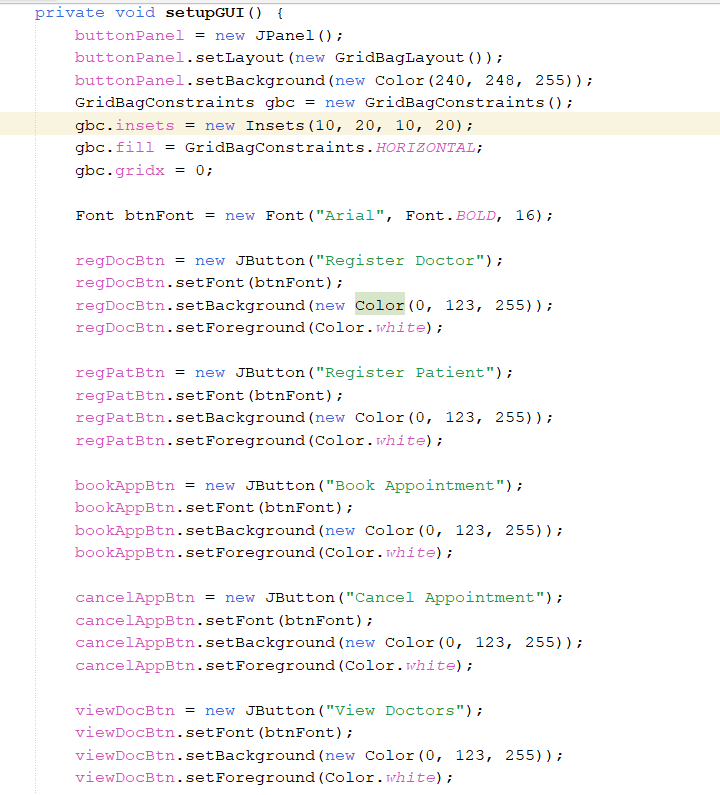 private void setupGUI() {
buttonPanel = new JPanel();
buttonPanel.setLayout(new GridBagLayout());
buttonPanel.setBackground(new Color(240, 248, 255));
GridBagConstraints gbc = new GridBagConstraints();
gbc.insets = new Insets(10, 20, 10, 20);
gbc.fill = GridBagConstraints.HORIZONTAL;
gbc.gridx = 0;
Font btnFont = new Font("Arial", Font.BOLD, 16);
regDocBtn = new JButton("Register Doctor");
regDocBtn.setFont(btnFont);
regDocBtn.setBackground(new Color(0, 123, 255));
regDocBtn.setForeground(Color.white);
regPatBtn = new JButton("Register Patient");
regPatBtn.setFont(btnFont);
regPatBtn.setBackground(new Color(0, 123, 255));
regPatBtn.setForeground(Color.white);
bookAppBtn = new JButton("Book Appointment");
bookAppBtn.setFont(btnFont);
bookAppBtn.setBackground(new Color(0, 123, 255));
bookAppBtn.setForeground(Color.white);
cancelAppBtn = new JButton("Cancel Appointment");
cancelAppBtn.setFont(btnFont);
cancelAppBtn.setBackground(new Color(0, 123, 255));
cancelAppBtn.setForeground(Color.white);
viewDocBtn = new JButton("View Doctors");
viewDocBtn.setFont(btnFont);
viewDocBtn.setBackground(new Color(0, 123, 255));
viewDocBtn.setForeground(Color.white);